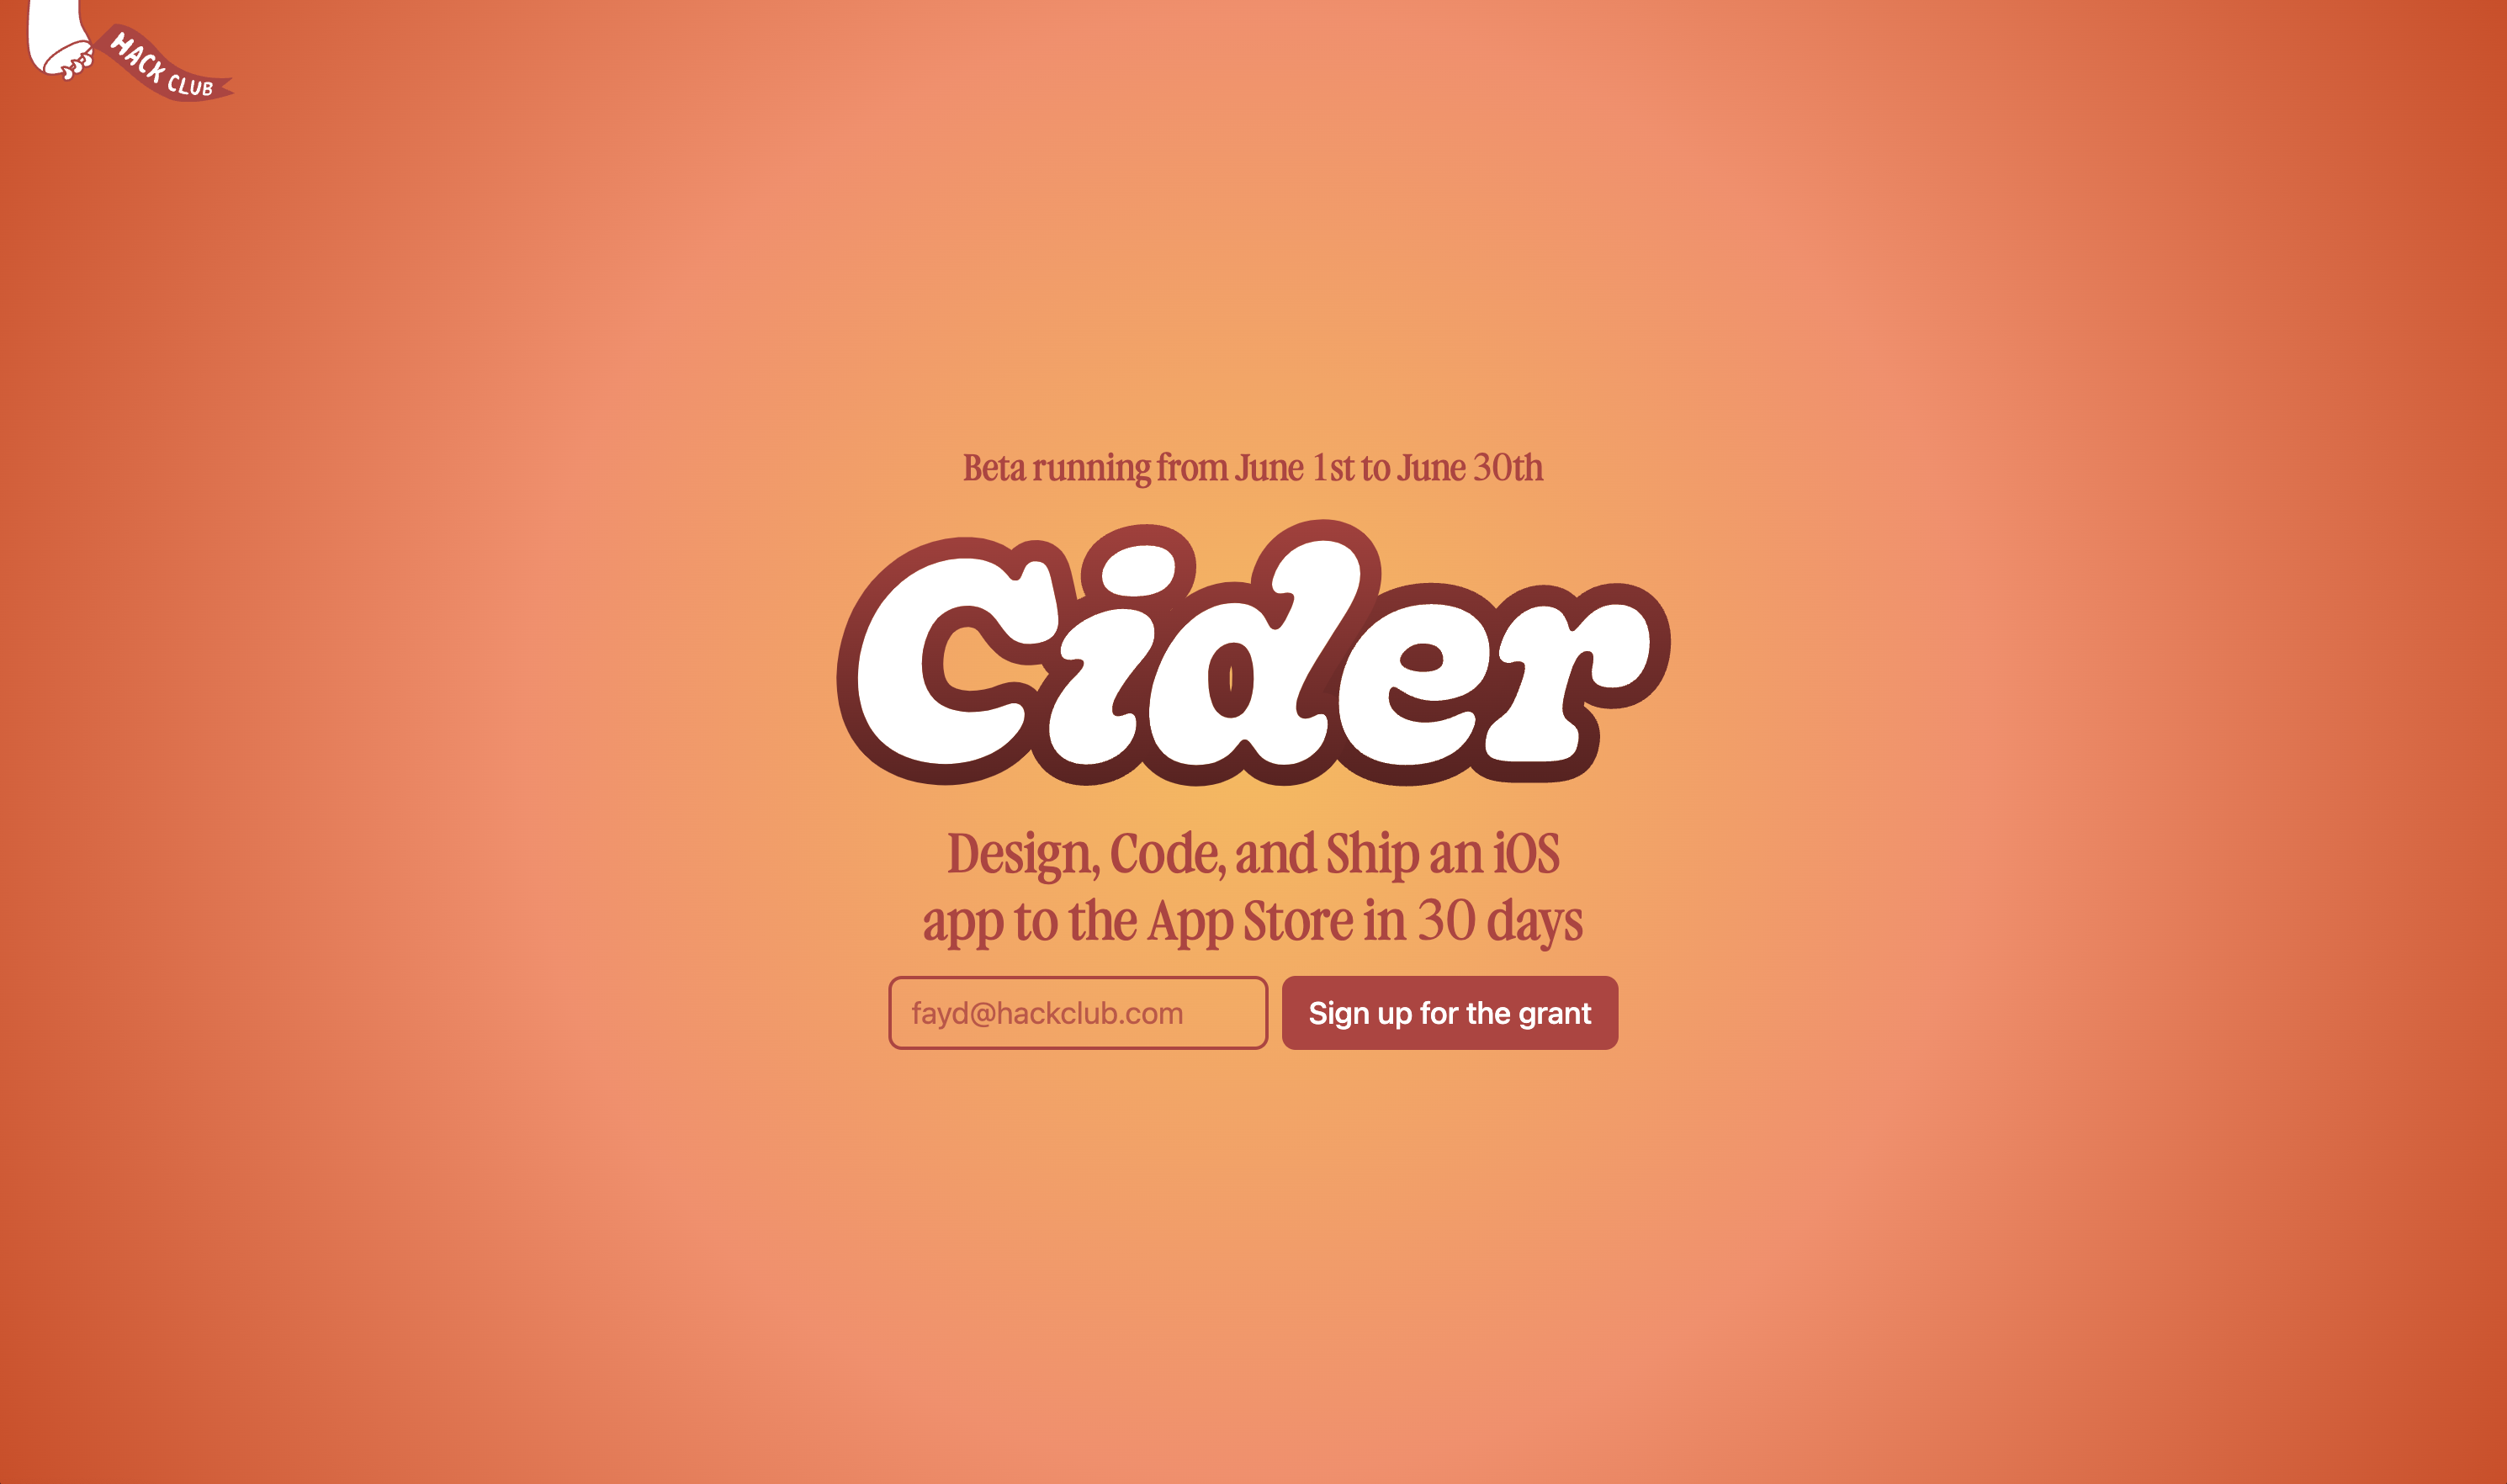 HACK CLUB
Beta running from June 1st to June 30th
Cider
Design, Code, and Ship an iOS
app to the App Store in 30 days
fayd@hackclub.com
Sign up for the grant